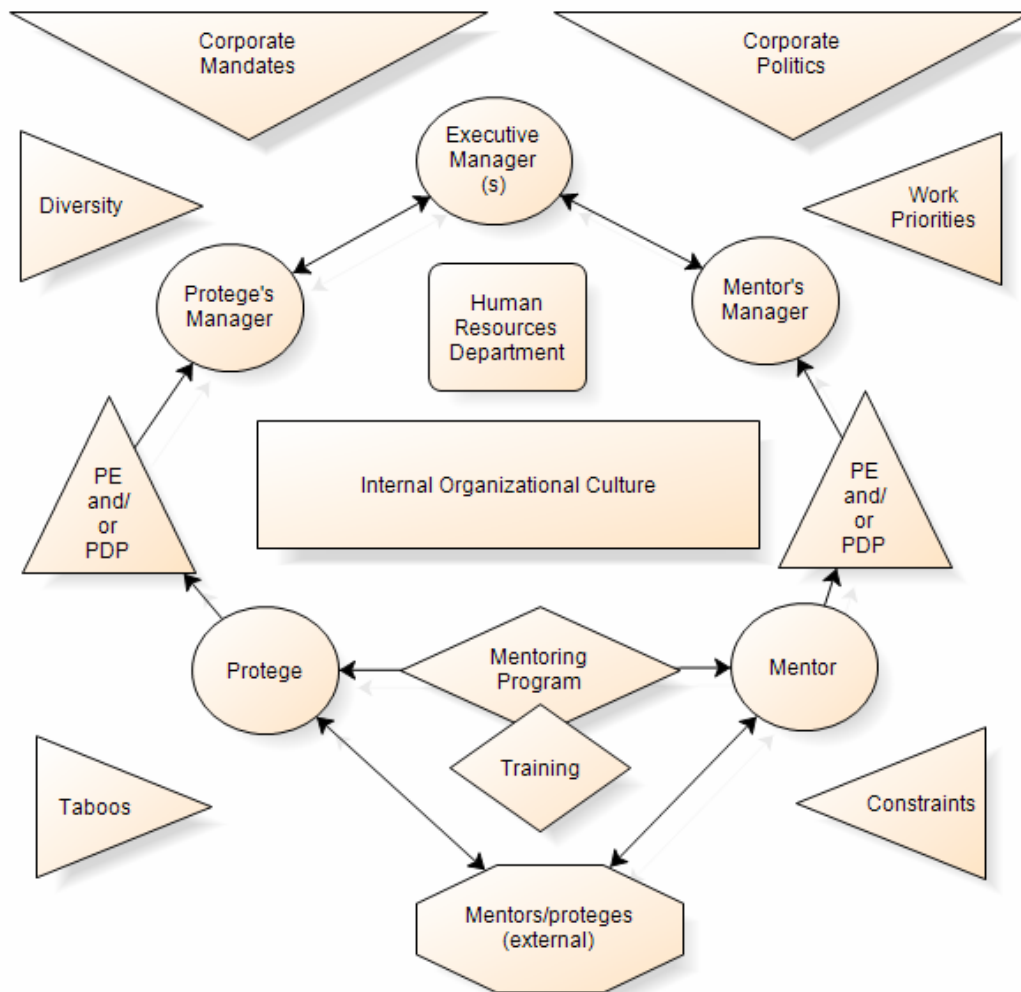 Corporate
Mandates
Corporate
Politics
Executive
Manager
(s)
Diversity
Work
Priorities
Protege's
Manager
Human
Resources
Department
Mentor's
Manager
PE
and/
or
PDP
Internal Organizational Culture
PE
and/
or
PDP
Protege
Mentoring
Program
Mentor
Training
Taboos
Constraints
Mentors/proteges
(external)